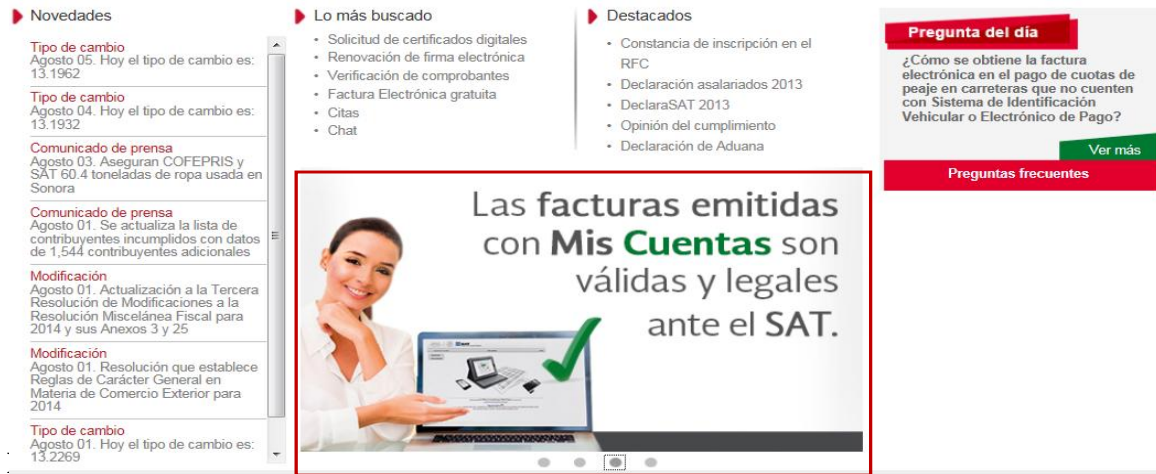 Novedades
Tipo de cambio
Agosto 05. Hoy el tipo de cambio es:
13.1962
Tipo de cambio
Agosto 04. Hoy el tipo de cambio es:
13.1932
Comunicado de prensa
Agosto 03. Aseguran COFEPRIS y
SAT 60.4 toneladas de ropa usada en
Sonora
Comunicado de prensa
Agosto 01. Se actualiza la lista de
contribuyentes incumplidos con datos
de 1,544 contribuyentes adicionales
Modificación
Agosto 01. Actualización a la Tercera
Resolución de Modificaciones a la
Resolución Miscelánea Fiscal para
2014 y sus Anexos 3 y 25
Modificación
Agosto 01. Resolución que establece
Reglas de Carácter General en
Materia de Comercio Exterior para
2014
Tipo de cambio
Agosto 01. Hoy el tipo de cambio es:
13.2269
Lo más buscado
• Solicitud de certificados digitales
• Renovación de firma electrónica
• Verificación de comprobantes
• Factura Electrónica gratuita
• Citas
• Chat
Destacados
• Constancia de inscripción en el
RFC
• Declaración asalariados 2013
• DeclaraSAT 2013
• Opinión del cumplimiento
• Declaración de Aduana
Pregunta del día
¿Cómo se obtiene la factura
electrónica en el pago de cuotas de
peaje en carreteras que no cuenten
con Sistema de Identificación
Vehicular o Electrónico de Pago?
Ver más
Preguntas frecuentes
Las facturas emitidas
con Mis Cuentas son
válidas y legales
ante el SAT.